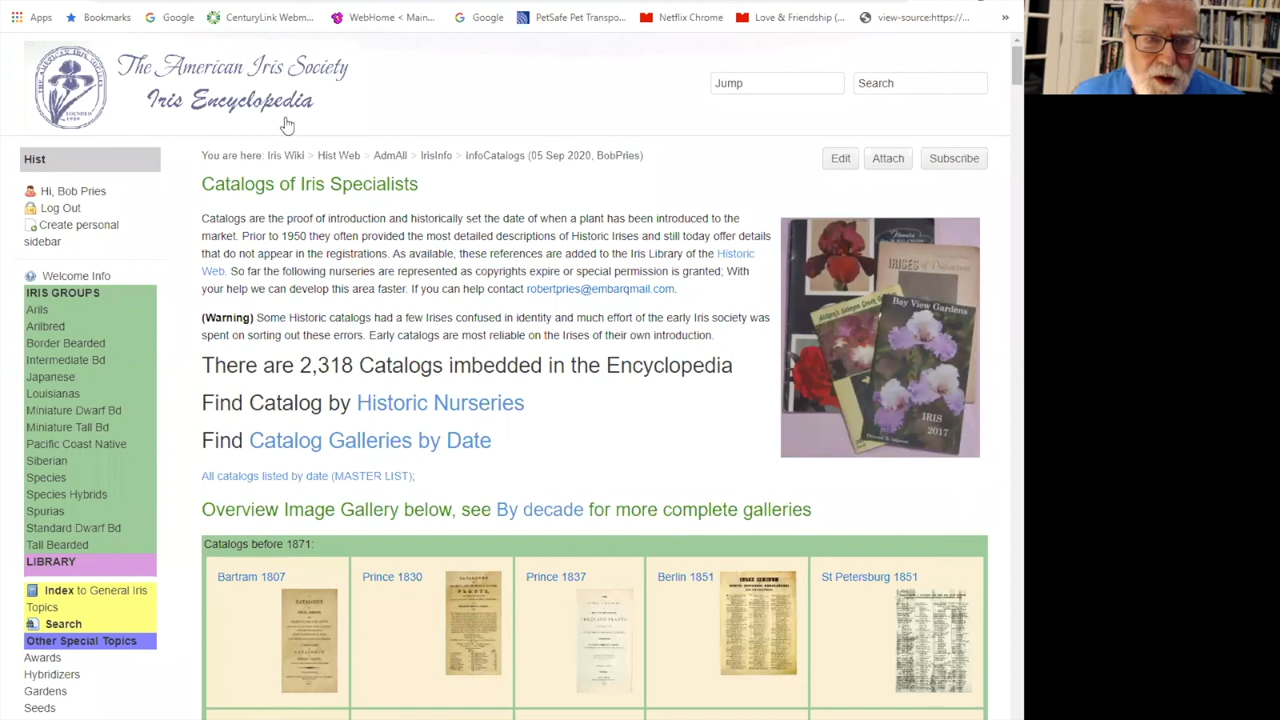 Apps Bookmarks Google CenturyLink Webm... WebHome < Main... Google PetSafe Pet Transpo... Netflix Chrome Love & Friendship (... view-source:https://... »
The American Iris Society
Iris Encyclopedia
Jump Search
Hist
You are here: Iris Wiki > Hist Web > AdmAll > IrisInfo > InfoCatalogs (05 Sep 2020, BobPries)
Edit Attach Subscribe
Hi, Bob Pries
Log Out
Create personal
sidebar
Welcome Info
IRIS GROUPS
Arils
Arilbred
Border Bearded
Intermediate Bd
Japanese
Louisianas
Miniature Dwarf Bd
Miniature Tall Bd
Pacific Coast Native
Siberian
Species
Species Hybrids
Spurias
Standard Dwarf Bd
Tall Bearded
LIBRARY
Index to General Iris
Topics
Search
Other Special Topics
Awards
Hybridizers
Gardens
Seeds
Catalogs of Iris Specialists
Catalogs are the proof of introduction and historically set the date of when a plant has been introduced to the
market. Prior to 1950 they often provided the most detailed descriptions of Historic Irises and still today offer details
that do not appear in the registrations. As available, these references are added to the Iris Library of the Historic
Web. So far the following nurseries are represented as copyrights expire or special permission is granted; With
your help we can develop this area faster. If you can help contact robertpries@embarqmail.com.
(Warning) Some Historic catalogs had a few Irises confused in identity and much effort of the early Iris society was
spent on sorting out these errors. Early catalogs are most reliable on the Irises of their own introduction.
There are 2,318 Catalogs imbedded in the Encyclopedia
Find Catalog by Historic Nurseries
Find Catalog Galleries by Date
All catalogs listed by date (MASTER LIST);
IRISES of Distinction
Bay View Gardens
IRIS
2017
Overview Image Gallery below, see By decade for more complete galleries
Catalogs before 1871:
Bartram 1807 Prince 1830 Prince 1837 Berlin 1851 St Petersburg 1851